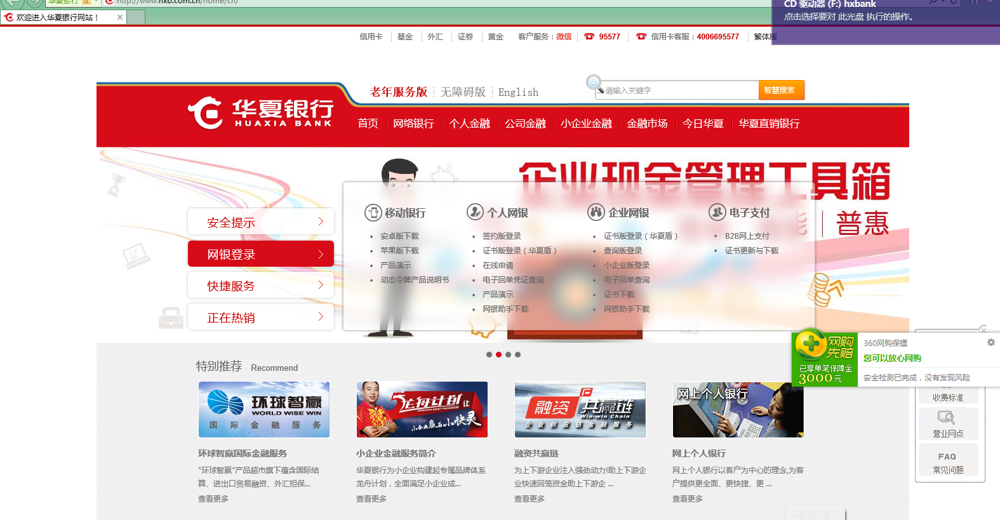 华夏银行
http://www.hxb.com.cn/home/cn/
CD 驱动器 (F:) hxbank
点击选择要对 此光盘 执行的操作。
欢迎进入华夏银行网站！
信用卡 基金 外汇 证券 黄金 客户服务：微信 95577 信用卡客服：4006695577 繁体版
老年服务版 无障碍版 English
请输入关键字 智慧搜索
华夏银行
HUAXIA BANK
首页 网络银行 个人金融 公司金融 小企业金融 金融市场 今日华夏 华夏直销银行
企业现金管理工具箱
普惠
安全提示
网银登录
快捷服务
正在热销
移动银行
安卓版下载
苹果版下载
产品演示
动态令牌产品说明书
个人网银
签约版登录
证书版登录（华夏盾）
在线申请
电子回单凭证查询
产品演示
网银助手下载
企业网银
证书版登录（华夏盾）
查询版登录
小企业版登录
电子回单查询
证书下载
网银助手下载
电子支付
B2B网上支付
证书更新与下载
网购先赔
已享单笔保障金
3000元
360网购保镖
您可以放心网购
安全检测已完成，没有发现风险
收费标准
营业网点
FAQ
常见问题
特别推荐 Recommend
环球智赢
WORLD WISE WIN
国际金融服务
环球智赢国际金融服务
"环球智赢"产品超市旗下蕴含国际结
算、进出口贸易融资、外汇担保...
查看更多
龙舟计划 让
DRAGON BOAT PROGRAM
小企业赢在小快灵
小企业金融服务简介
华夏银行为小企业构建起专属品牌体系
龙舟计划，全面满足小企业成...
查看更多
融资共赢链
Win-win Chain
企业供应链金融服务
融资共赢链
为上下游企业注入强劲动力!助上下游企
业快速回笼资金助上下游企 ...
查看更多
网上个人银行
网上个人银行
网上个人银行以客户为中心的理念,为客
户提供更全面、更快捷、更 ...
查看更多